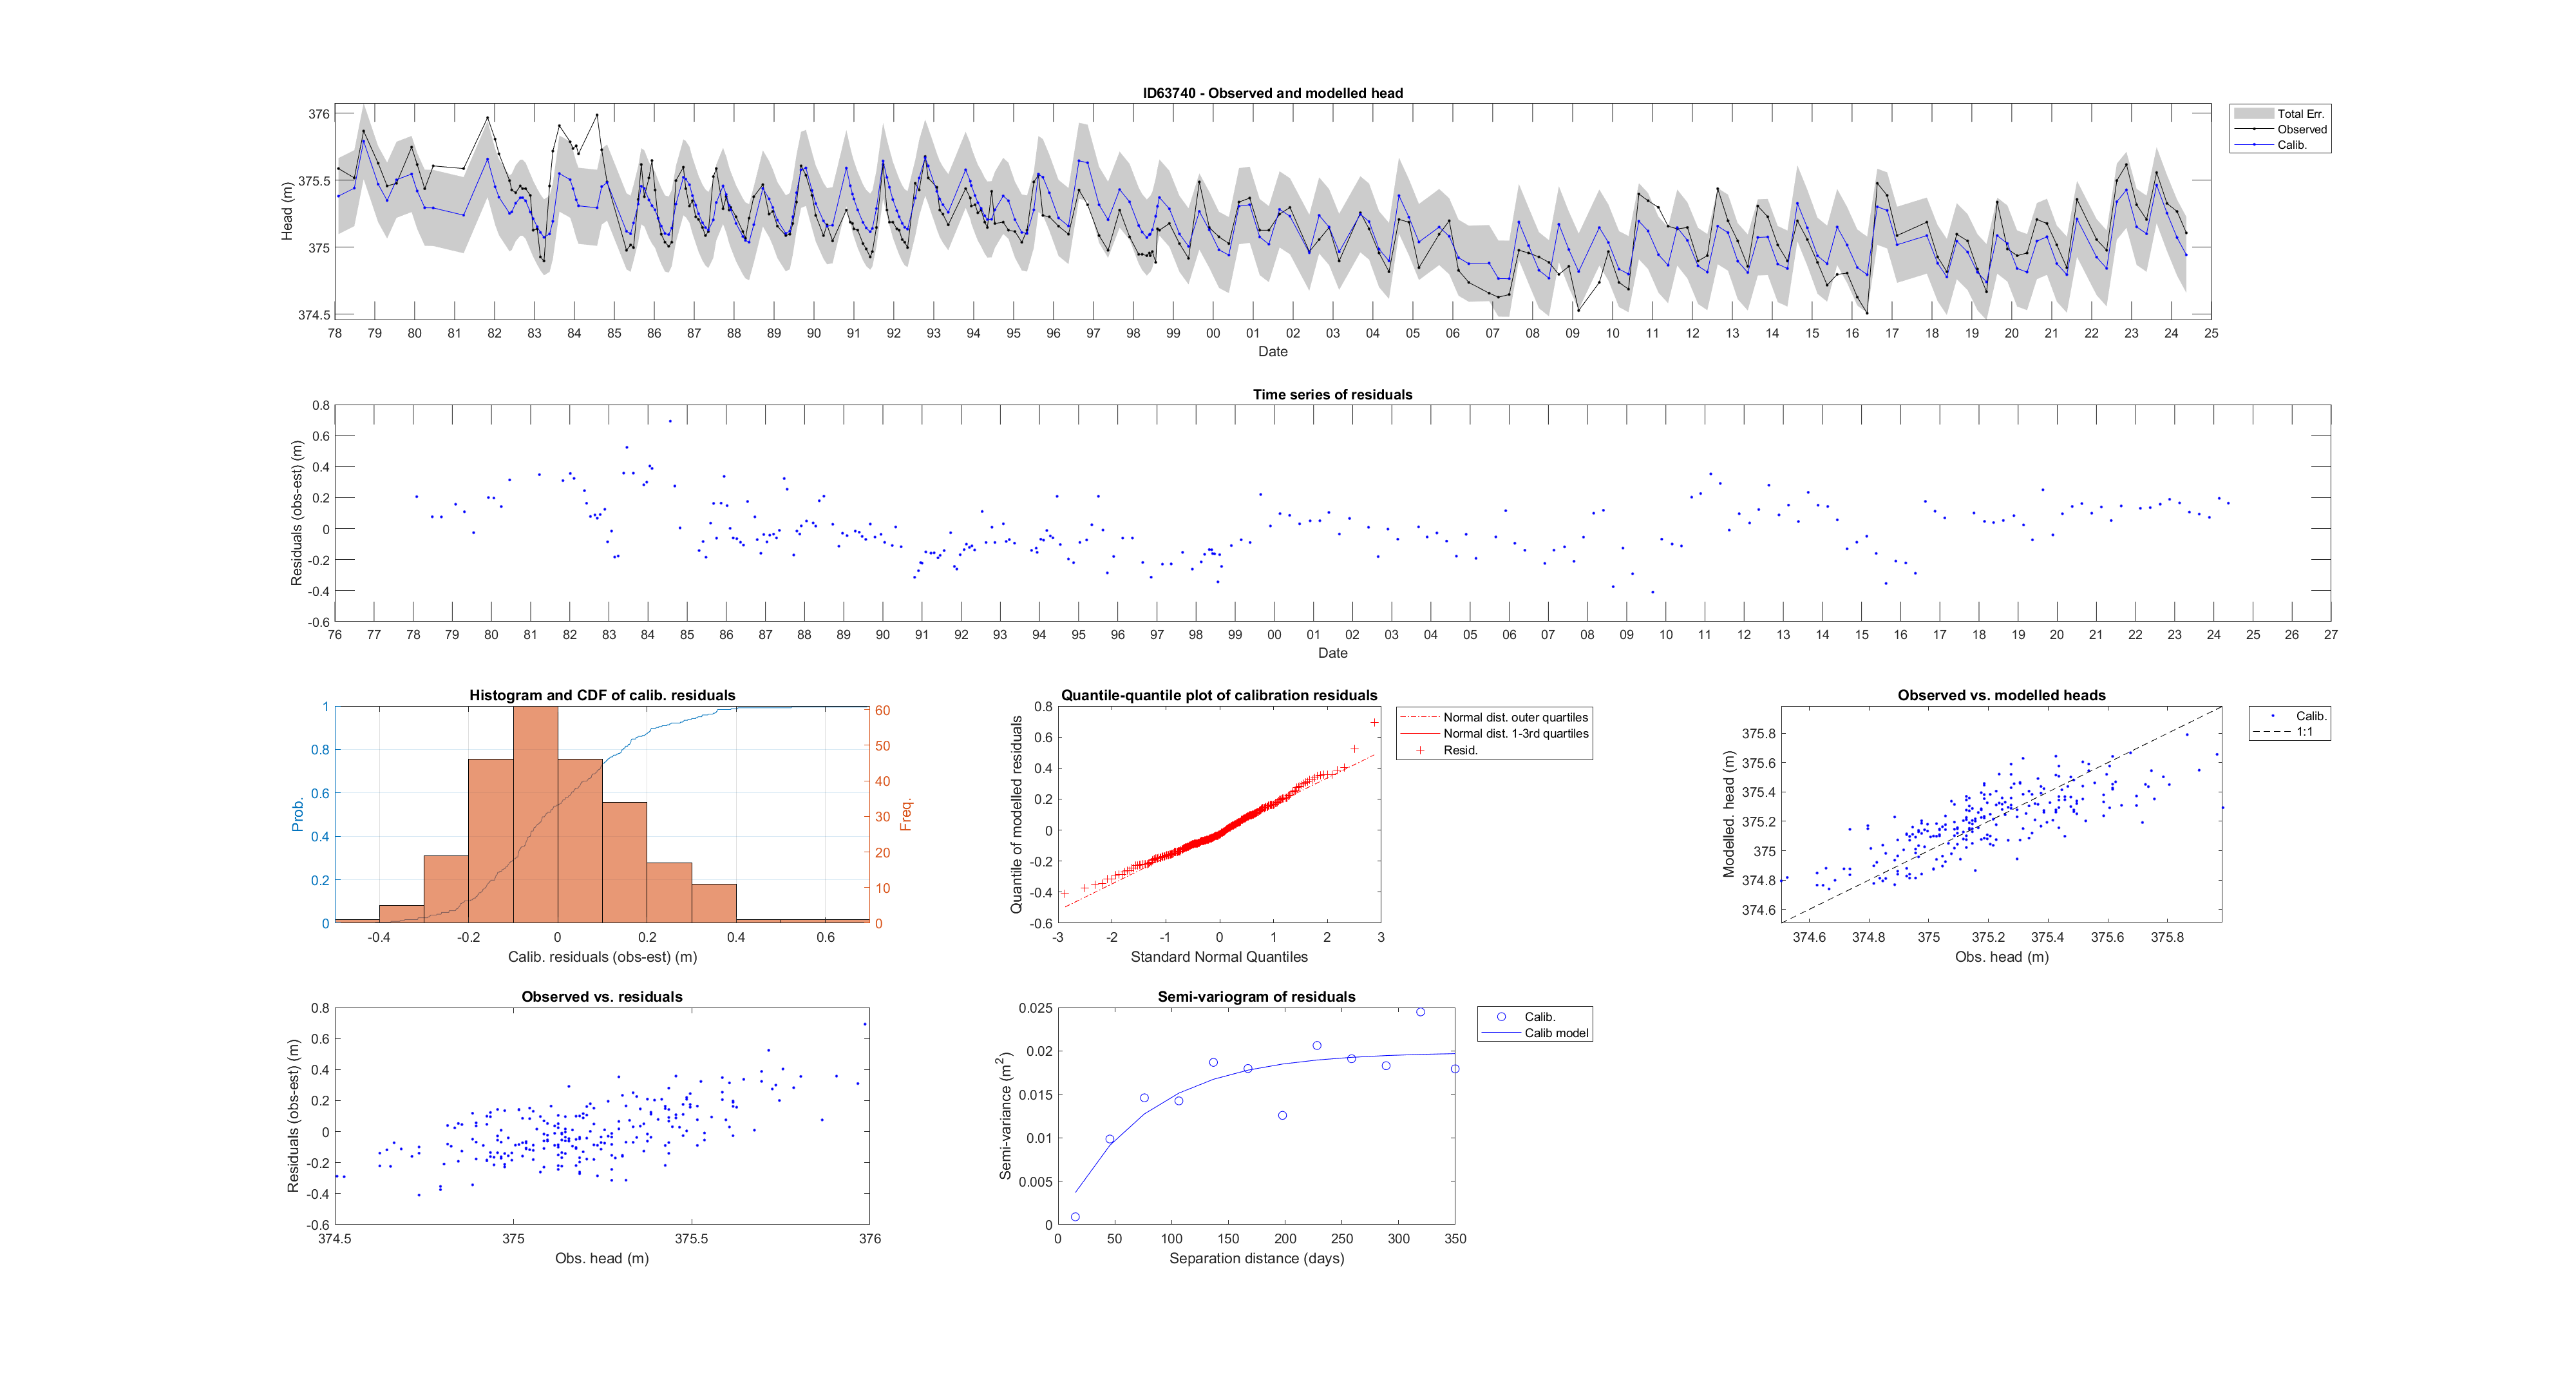 ID63740 - Observed and modelled head
Head (m)
376
375.5
375
374.5
78 79 80 81 82 83 84 85 86 87 88 89 90 91 92 93 94 95 96 97 98 99 00 01 02 03 04 05 06 07 08 09 10 11 12 13 14 15 16 17 18 19 20 21 22 23 24 25
Date
Total Err.
Observed
Calib.
Time series of residuals
Residuals (obs-est) (m)
0.8
0.6
0.4
0.2
0
-0.2
-0.4
-0.6
76 77 78 79 80 81 82 83 84 85 86 87 88 89 90 91 92 93 94 95 96 97 98 99 00 01 02 03 04 05 06 07 08 09 10 11 12 13 14 15 16 17 18 19 20 21 22 23 24 25 26 27
Date
Histogram and CDF of calib. residuals
Prob.
1
0.8
0.6
0.4
0.2
0
Freq.
60
50
40
30
20
10
0
-0.4 -0.2 0 0.2 0.4 0.6
Calib. residuals (obs-est) (m)
Quantile-quantile plot of calibration residuals
Quantile of modelled residuals
0.8
0.6
0.4
0.2
0
-0.2
-0.4
-0.6
-3 -2 -1 0 1 2 3
Standard Normal Quantiles
Normal dist. outer quartiles
Normal dist. 1-3rd quartiles
Resid.
Observed vs. modelled heads
Modelled. head (m)
375.8
375.6
375.4
375.2
375
374.8
374.6
374.6 374.8 375 375.2 375.4 375.6 375.8
Obs. head (m)
Calib.
1:1
Observed vs. residuals
Residuals (obs-est) (m)
0.8
0.6
0.4
0.2
0
-0.2
-0.4
-0.6
374.5 375 375.5 376
Obs. head (m)
Semi-variogram of residuals
Semi-variance (m²)
0.025
0.02
0.015
0.01
0.005
0
0 50 100 150 200 250 300 350
Separation distance (days)
Calib.
Calib model